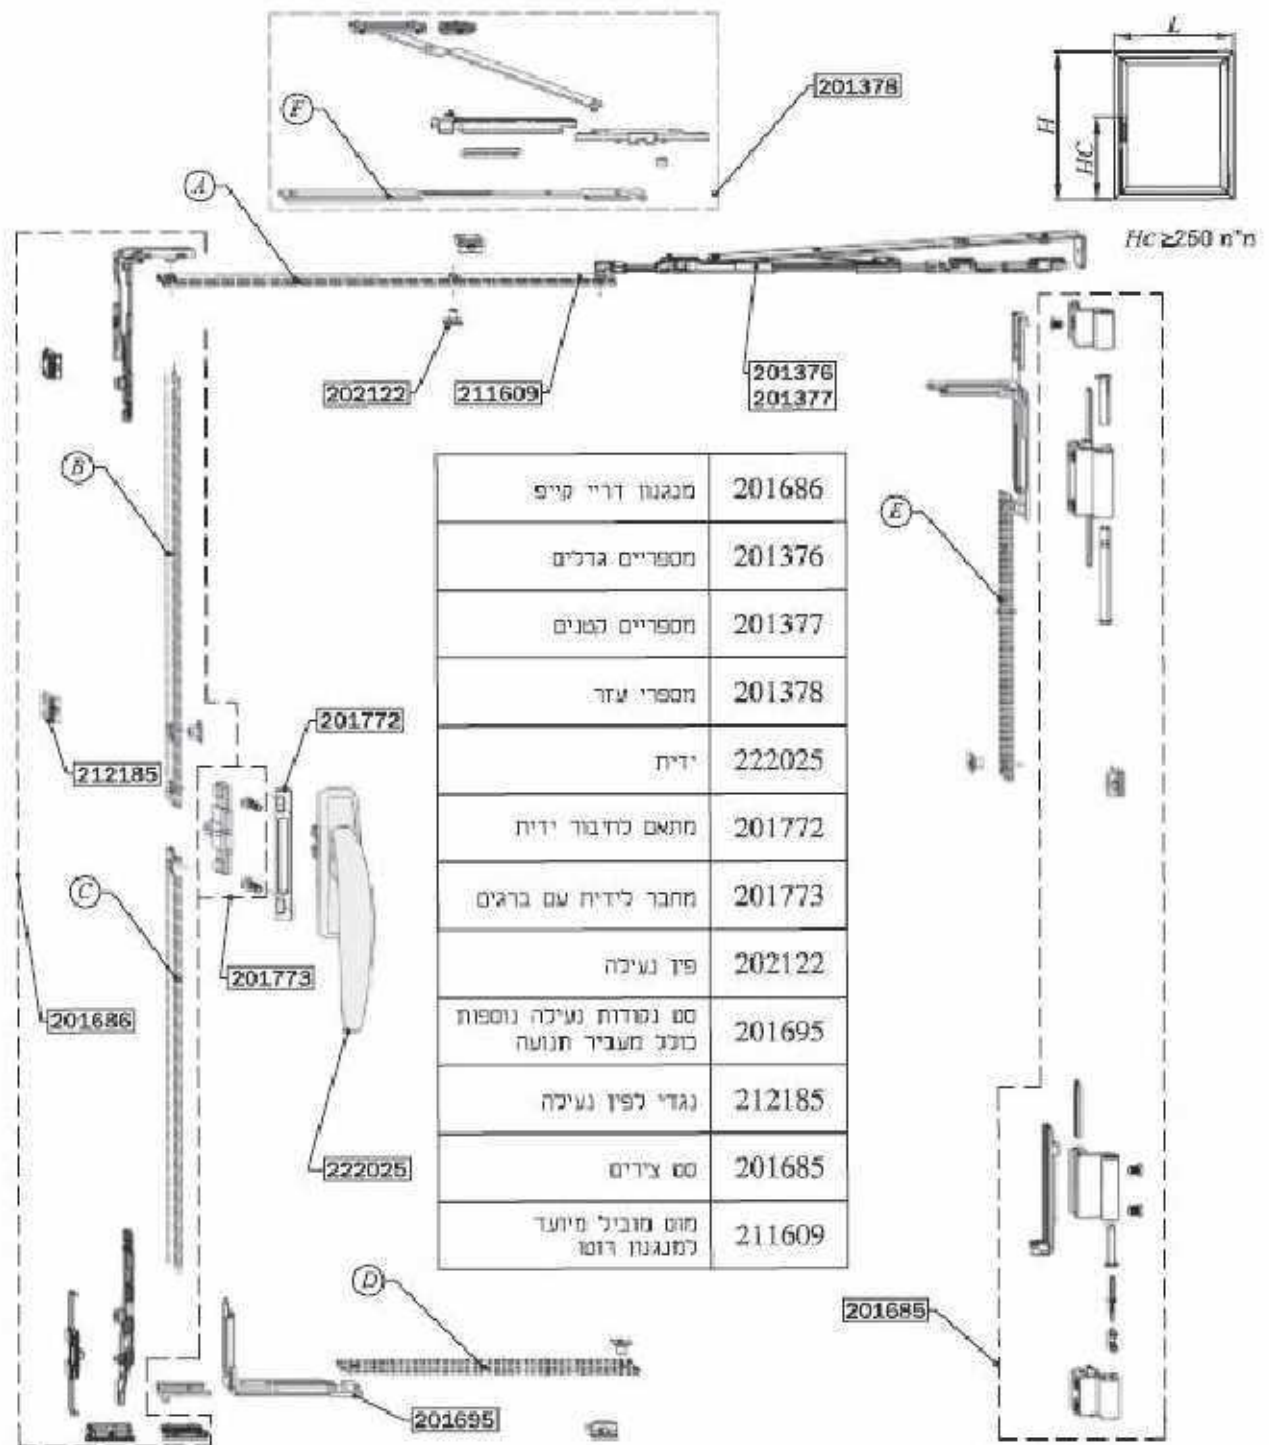 L
201378
F
H
HC
A
Hc ≥250 מ"מ
202122
211609
201376
201377
B
E
מנגנון דריי קייפ 201686
מספריים גדלים 201376
מספריים קטנים 201377
מספרי עזר 201378
ידית 222025
מתאם לחיבור ידית 201772
מחבר לידית עם ברגים 201773
פין נעילה 202122
סט נקודות נעילה נוספות
כולל מעביר תנועה 201695
נגדי לפין נעילה 212185
סט צירים 201685
מוט מוביל מיועד
למנגנון רוטו 211609
201772
212185
C
201773
201686
222025
D
201685
201695